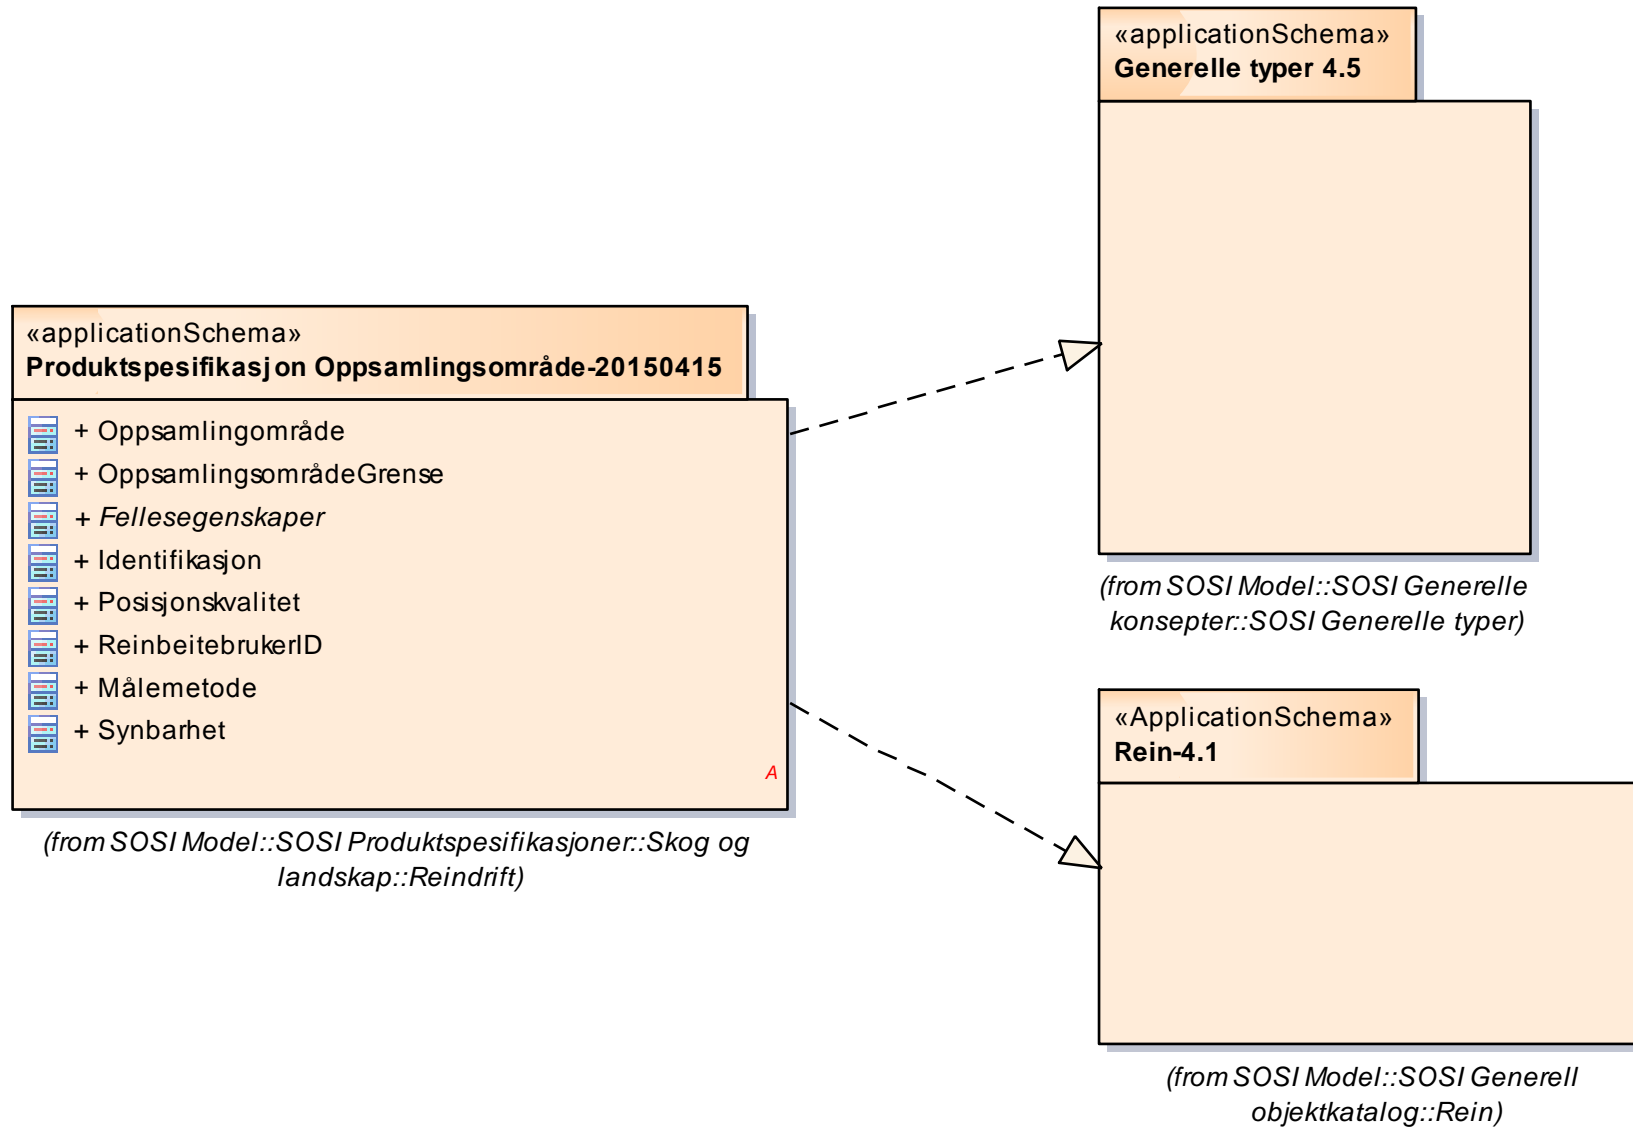 «applicationSchema»
Generelle typer 4.5
(from SOSI Model::SOSI Generelle
konsepter::SOSI Generelle typer)
«applicationSchema»
Produktspesifikasjon Oppsamlingsområde-20150415
+ Oppsamlingområde
+ OppsamlingsområdeGrense
+ Fellesegenskaper
+ Identifikasjon
+ Posisjonskvalitet
+ ReinbeitebrukerID
+ Målemetode
+ Synbarhet
A
(from SOSI Model::SOSI Produktspesifikasjoner::Skog og
landskap::Reindrift)
«ApplicationSchema»
Rein-4.1
(from SOSI Model::SOSI Generell
objektkatalog::Rein)